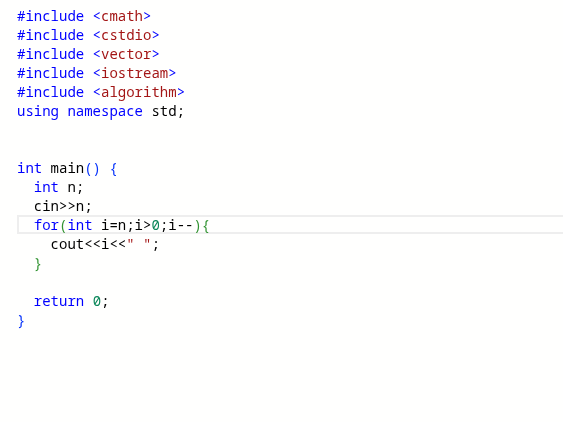 #include <cmath>
#include <cstdio>
#include <vector>
#include <iostream>
#include <algorithm>
using namespace std;
int main() {
  int n;
  cin>>n;
  for(int i=n;i>0;i--){
    cout<<i<<" ";
  }
  return 0;
}